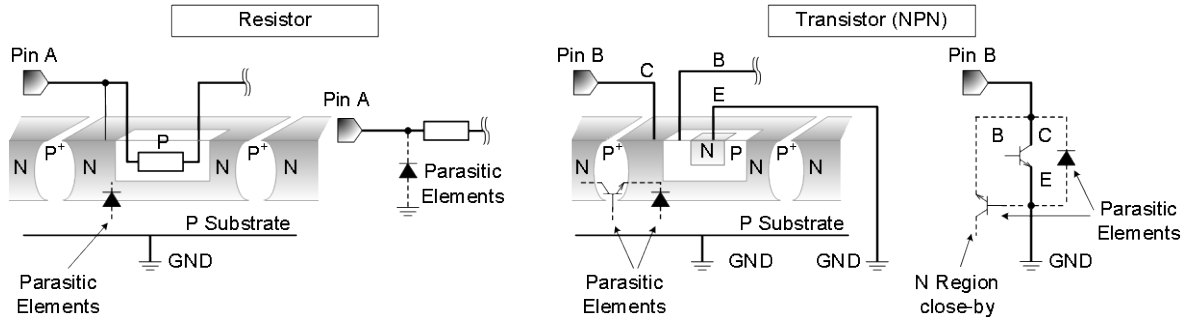 Resistor
Transistor (NPN)
Pin A
Pin B
C
B
E
Pin B
Pin A
N
P+
N
P
N
P+
N
Parasitic
Elements
N
P+
N
N
P
N
P+
N
B
C
E
P Substrate
GND
Parasitic
Elements
P Substrate
GND
GND
Parasitic
Elements
Parasitic
Elements
GND
N Region
close-by